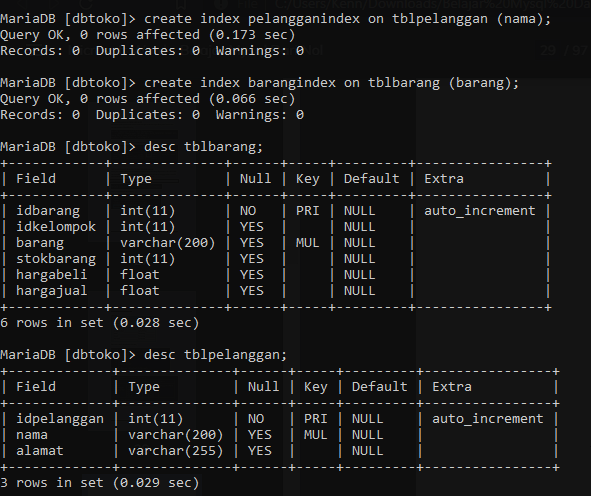 MariaDB [dbtoko]> create index pelangganindex on tblpelanggan (nama);
Query OK, 0 rows affected (0.173 sec)
Records: 0  Duplicates: 0  Warnings: 0

MariaDB [dbtoko]> create index barangindex on tblbarang (barang);
Query OK, 0 rows affected (0.066 sec)
Records: 0  Duplicates: 0  Warnings: 0

MariaDB [dbtoko]> desc tblbarang;
+------------+--------------+------+-----+---------+----------------+
| Field      | Type         | Null | Key | Default | Extra          |
+------------+--------------+------+-----+---------+----------------+
| idbarang   | int(11)      | NO   | PRI | NULL    | auto_increment |
| idkelompok | int(11)      | YES  |     | NULL    |                |
| barang     | varchar(200) | YES  | MUL | NULL    |                |
| stokbarang | int(11)      | YES  |     | NULL    |                |
| hargabeli  | float        | YES  |     | NULL    |                |
| hargajual  | float        | YES  |     | NULL    |                |
+------------+--------------+------+-----+---------+----------------+
6 rows in set (0.028 sec)

MariaDB [dbtoko]> desc tblpelanggan;
+-------------+--------------+------+-----+---------+----------------+
| Field       | Type         | Null | Key | Default | Extra          |
+-------------+--------------+------+-----+---------+----------------+
| idpelanggan | int(11)      | NO   | PRI | NULL    | auto_increment |
| nama        | varchar(200) | YES  | MUL | NULL    |                |
| alamat      | varchar(255) | YES  |     | NULL    |                |
+-------------+--------------+------+-----+---------+----------------+
3 rows in set (0.029 sec)